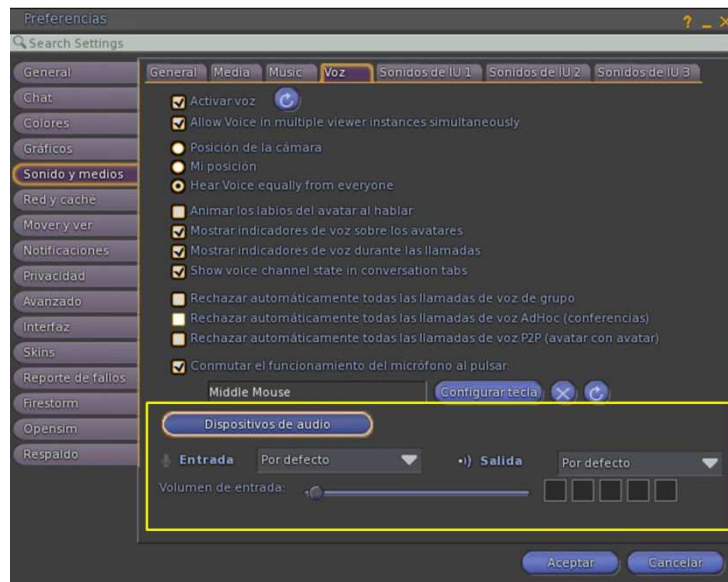 Preferencias
? _ ×
Search Settings
General
Chat
Colores
Gráficos
Sonido y medios
Red y cache
Mover y ver
Notificaciones
Privacidad
Avanzado
Interfaz
Skins
Reporte de fallos
Firestorm
Opensim
Respaldo
General Media Music Voz Sonidos de IU 1 Sonidos de IU 2 Sonidos de IU 3
Activar voz
Allow Voice in multiple viewer instances simultaneously
Posición de la cámara
Mi posición
Hear Voice equally from everyone
Animar los labios del avatar al hablar
Mostrar indicadores de voz sobre los avatares
Mostrar indicadores de voz durante las llamadas
Show voice channel state in conversation tabs
Rechazar automáticamente todas las llamadas de voz de grupo
Rechazar automáticamente todas las llamadas de voz AdHoc (conferencias)
Rechazar automáticamente todas las llamadas de voz P2P (avatar con avatar)
Conmutar el funcionamiento del micrófono al pulsar:
Middle Mouse Configurar tecla
Dispositivos de audio
Entrada Por defecto Salida Por defecto
Volumen de entrada:
Aceptar Cancelar